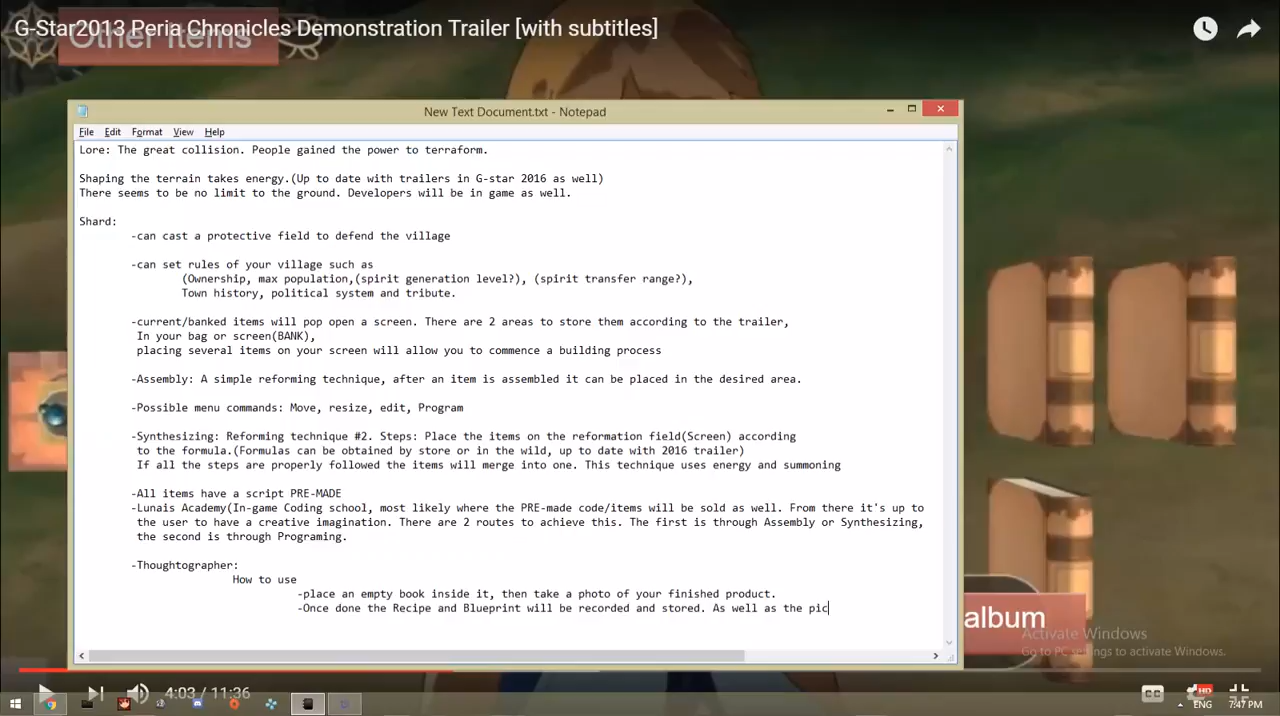 G-Star2013 Peria Chronicles Demonstration Trailer [with subtitles]
Other Items
New Text Document.txt - Notepad
File Edit Format View Help
Lore: The great collision. People gained the power to terraform.
Shaping the terrain takes energy.(Up to date with trailers in G-star 2016 as well)
There seems to be no limit to the ground. Developers will be in game as well.
Shard:
-can cast a protective field to defend the village
-can set rules of your village such as
(Ownership, max population,(spirit generation level?), (spirit transfer range?),
Town history, political system and tribute.
-current/banked items will pop open a screen. There are 2 areas to store them according to the trailer,
In your bag or screen(BANK),
placing several items on your screen will allow you to commence a building process
-Assembly: A simple reforming technique, after an item is assembled it can be placed in the desired area.
-Possible menu commands: Move, resize, edit, Program
-Synthesizing: Reforming technique #2. Steps: Place the items on the reformation field(Screen) according
to the formula.(Formulas can be obtained by store or in the wild, up to date with 2016 trailer)
If all the steps are properly followed the items will merge into one. This technique uses energy and summoning
-All items have a script PRE-MADE
-Lunais Academy(In-game Coding school, most likely where the PRE-made code/items will be sold as well. From there it's up to
the user to have a creative imagination. There are 2 routes to achieve this. The first is through Assembly or Synthesizing,
the second is through Programing.
-Thoughtographer:
How to use
-place an empty book inside it, then take a photo of your finished product.
-Once done the Recipe and Blueprint will be recorded and stored. As well as the pic
album
Activate Windows
Go to PC settings to activate Windows.
4:03 / 11:36
CC
HD
ENG
7:47 PM